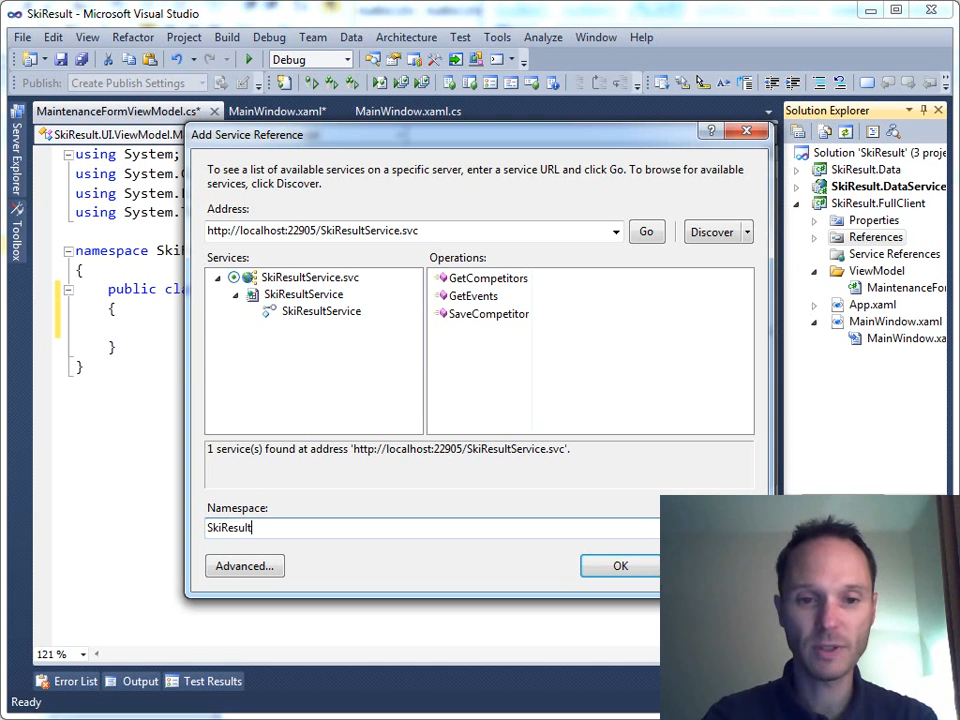 SkiResult - Microsoft Visual Studio
File Edit View Refactor Project Build Debug Team Data Architecture Test Tools Analyze Window Help
Debug
Publish: Create Publish Settings
MaintenanceFormViewModel.cs* MainWindow.xaml* MainWindow.xaml.cs
SkiResult.UI.ViewModel.M
Server Explorer
Toolbox
using System;
using System.
using System.
using System.
namespace Ski
{
public cla
{
}
}
121 %
Add Service Reference
To see a list of available services on a specific server, enter a service URL and click Go. To browse for available
services, click Discover.
Address:
http://localhost:22905/SkiResultService.svc
Go
Discover
Services:
Operations:
SkiResultService.svc
SkiResultService
SkiResultService
GetCompetitors
GetEvents
SaveCompetitor
1 service(s) found at address 'http://localhost:22905/SkiResultService.svc'.
Namespace:
SkiResult
Advanced...
OK
Solution Explorer
Solution 'SkiResult' (3 proje
SkiResult.Data
SkiResult.DataService
SkiResult.FullClient
Properties
References
Service References
ViewModel
MaintenanceFo
App.xaml
MainWindow.xaml
MainWindow.xa
Error List Output Test Results
Ready